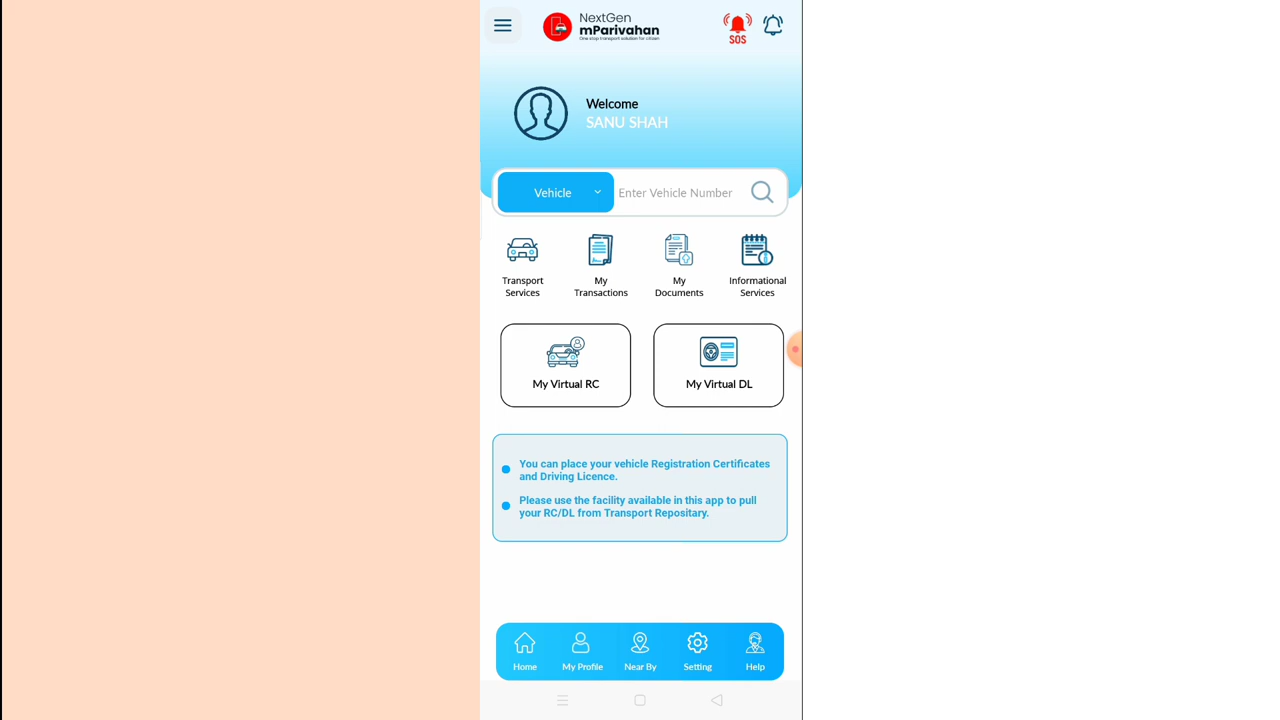 NextGen
mParivahan
One stop transport solution for citizen
SOS
Welcome
SANU SHAH
Vehicle
Enter Vehicle Number
Transport
Services
My
Transactions
My
Documents
Informational
Services
My Virtual RC
My Virtual DL
You can place your vehicle Registration Certificates
and Driving Licence.
Please use the facility available in this app to pull
your RC/DL from Transport Repositary.
Home
My Profile
Near By
Setting
Help